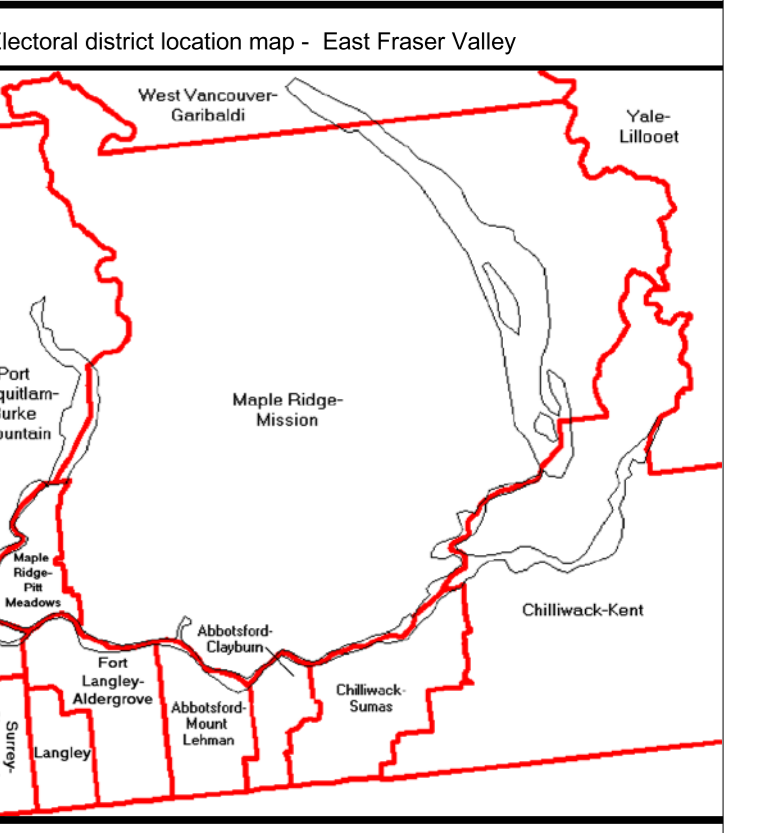 lectoral district location map - East Fraser Valley
West Vancouver-
Garibaldi
Yale-
Lillooet
Port
quitlam-
urke
ountain
Maple Ridge-
Mission
Maple
Ridge-
Pitt
Meadows
Chilliwack-Kent
Abbotsford-
Clayburn
Fort
Langley-
Aldergrove
Chilliwack-
Sumas
Abbotsford-
Mount
Lehman
Surrey-
Langley